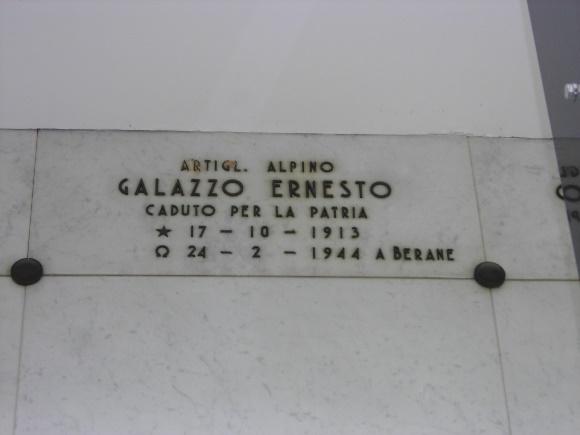 ARTIGL. ALPINO
GALAZZO ERNESTO
CADUTO PER LA PATRIA
★ 17 - 10 - 1913
Ω 24 - 2 - 1944 A BERANE